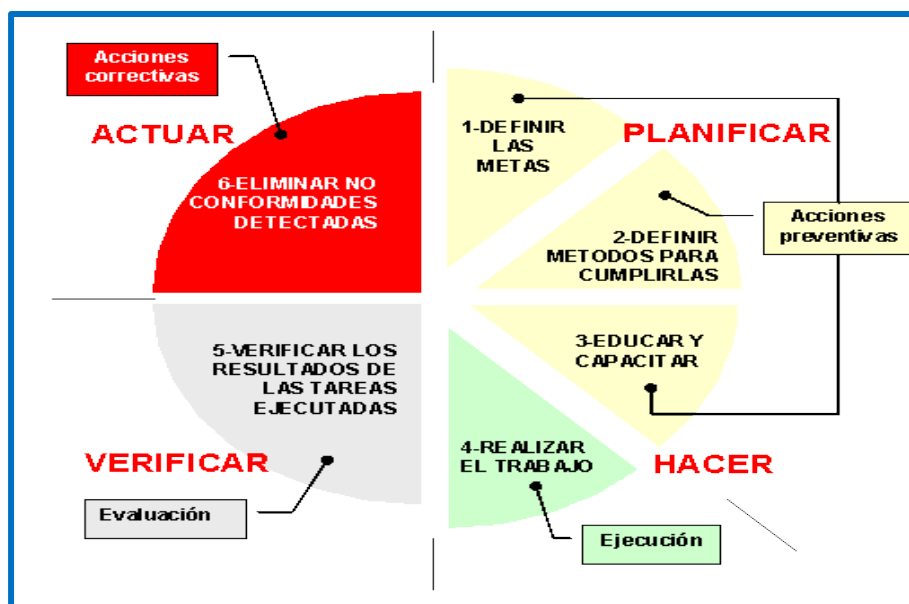 Acciones
correctivas
ACTUAR
6-ELIMINAR NO
CONFORMIDADES
DETECTADAS
1-DEFINIR
LAS
METAS
PLANIFICAR
2-DEFINIR
METODOS PARA
CUMPLIRLAS
Acciones
preventivas
3-EDUCAR Y
CAPACITAR
HACER
4-REALIZAR
EL TRABAJO
Ejecución
5-VERIFICAR LOS
RESULTADOS DE
LAS TAREAS
EJECUTADAS
VERIFICAR
Evaluación